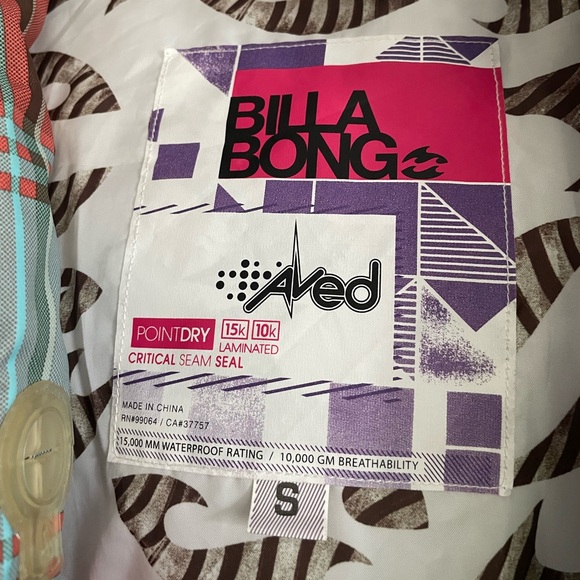 BILLA
BONG
Aved
POINTDRY 15k 10k
LAMINATED
CRITICAL SEAM SEAL
MADE IN CHINA
RN#99064 / CA#37757
15,000 MM WATERPROOF RATING / 10,000 GM BREATHABILITY
S